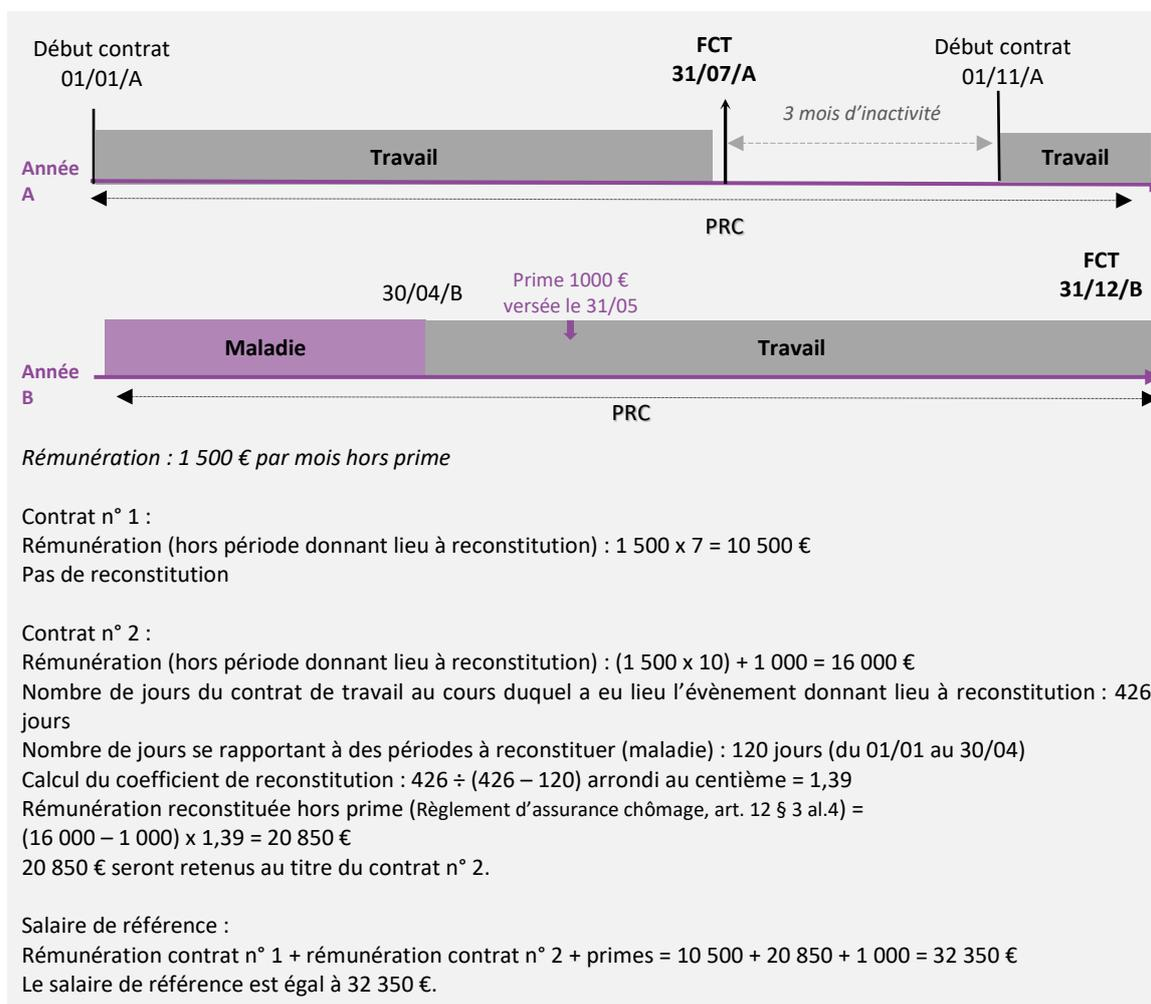 Début contrat
01/01/A
FCT
31/07/A
Début contrat
01/11/A
3 mois d’inactivité
Travail
Travail
Année
A
PRC
FCT
31/12/B
30/04/B
Prime 1000 €
versée le 31/05
Maladie
Travail
Année
B
PRC
Rémunération : 1 500 € par mois hors prime
Contrat n° 1 :
Rémunération (hors période donnant lieu à reconstitution) : 1 500 x 7 = 10 500 €
Pas de reconstitution
Contrat n° 2 :
Rémunération (hors période donnant lieu à reconstitution) : (1 500 x 10) + 1 000 = 16 000 €
Nombre de jours du contrat de travail au cours duquel a eu lieu l’évènement donnant lieu à reconstitution : 426
jours
Nombre de jours se rapportant à des périodes à reconstituer (maladie) : 120 jours (du 01/01 au 30/04)
Calcul du coefficient de reconstitution : 426 ÷ (426 – 120) arrondi au centième = 1,39
Rémunération reconstituée hors prime (Règlement d’assurance chômage, art. 12 § 3 al.4) =
(16 000 – 1 000) x 1,39 = 20 850 €
20 850 € seront retenus au titre du contrat n° 2.
Salaire de référence :
Rémunération contrat n° 1 + rémunération contrat n° 2 + primes = 10 500 + 20 850 + 1 000 = 32 350 €
Le salaire de référence est égal à 32 350 €.